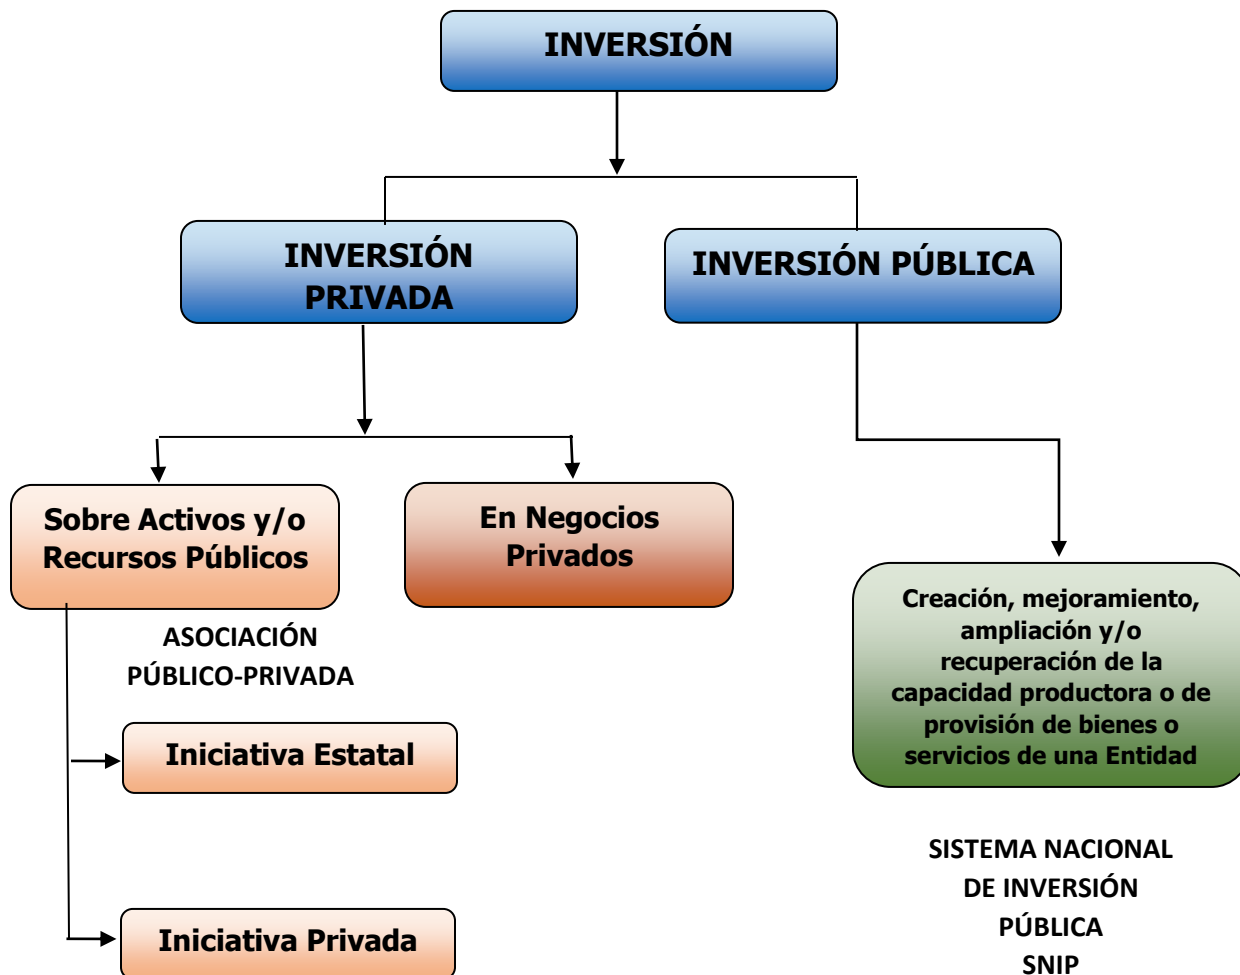 INVERSIÓN
INVERSIÓN
PRIVADA
INVERSIÓN PÚBLICA
Sobre Activos y/o
Recursos Públicos
En Negocios
Privados
ASOCIACIÓN
PÚBLICO-PRIVADA
Iniciativa Estatal
Iniciativa Privada
Creación, mejoramiento,
ampliación y/o
recuperación de la
capacidad productora o de
provisión de bienes o
servicios de una Entidad
SISTEMA NACIONAL
DE INVERSIÓN
PÚBLICA
SNIP